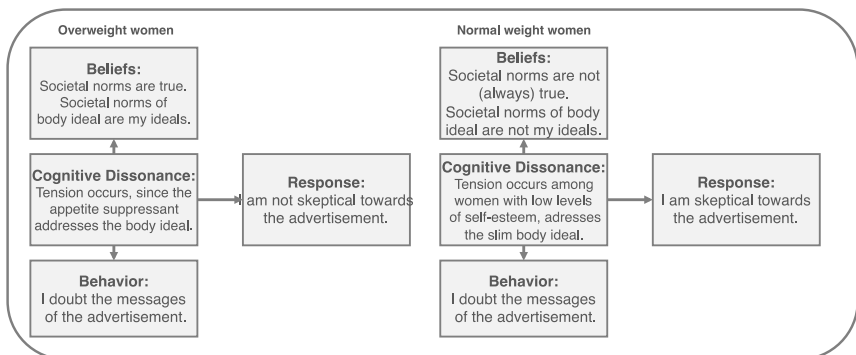 Overweight women
Beliefs:
Societal norms are true.
Societal norms of
body ideal are my ideals.
Cognitive Dissonance:
Tension occurs, since the
appetite suppressant
addresses the body ideal.
Response:
I am not skeptical towards
the advertisement.
Behavior:
I doubt the messages
of the advertisement.
Normal weight women
Beliefs:
Societal norms are not
(always) true.
Societal norms of body
ideal are not my ideals.
Cognitive Dissonance:
Tension occurs among
women with low levels
of self-esteem, adresses
the slim body ideal.
Response:
I am skeptical towards
the advertisement.
Behavior:
I doubt the messages
of the advertisement.